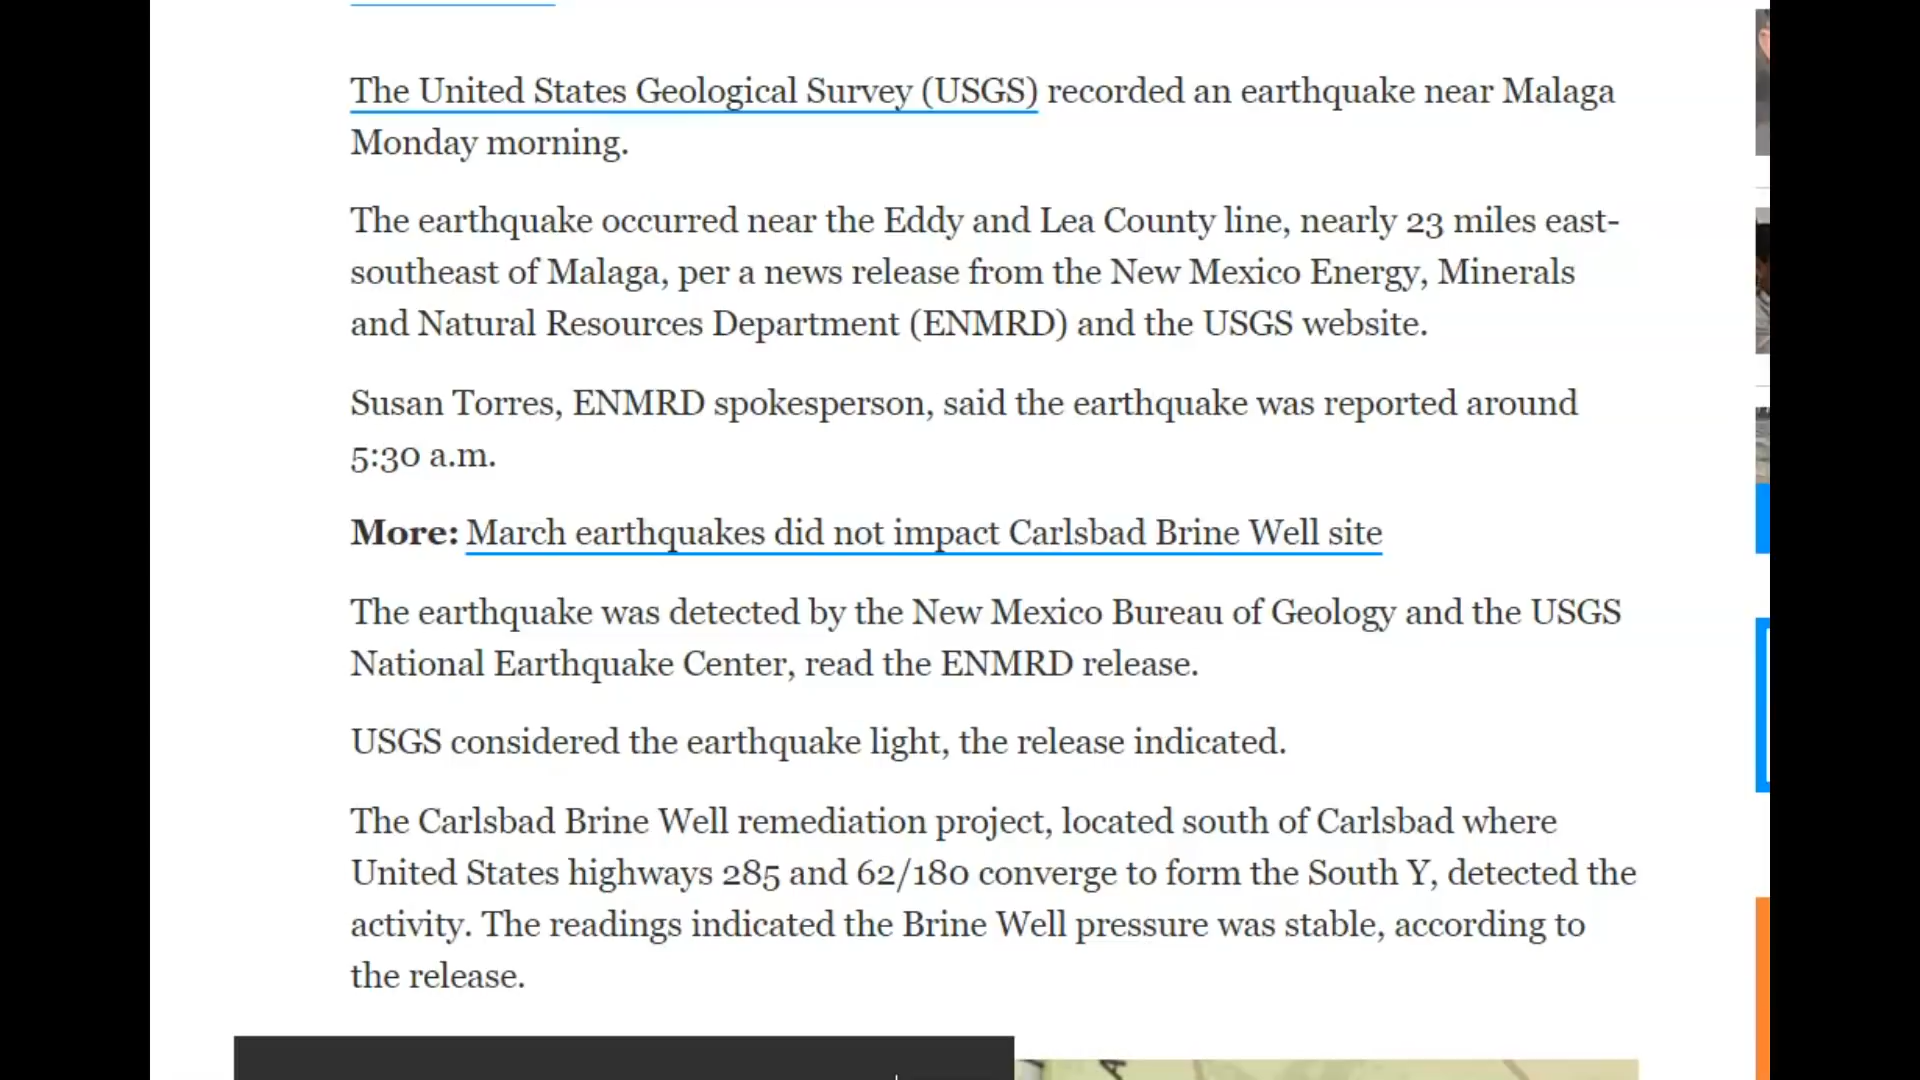 The United States Geological Survey (USGS) recorded an earthquake near Malaga
Monday morning.
The earthquake occurred near the Eddy and Lea County line, nearly 23 miles east-
southeast of Malaga, per a news release from the New Mexico Energy, Minerals
and Natural Resources Department (ENMRD) and the USGS website.
Susan Torres, ENMRD spokesperson, said the earthquake was reported around
5:30 a.m.
More: March earthquakes did not impact Carlsbad Brine Well site
The earthquake was detected by the New Mexico Bureau of Geology and the USGS
National Earthquake Center, read the ENMRD release.
USGS considered the earthquake light, the release indicated.
The Carlsbad Brine Well remediation project, located south of Carlsbad where
United States highways 285 and 62/180 converge to form the South Y, detected the
activity. The readings indicated the Brine Well pressure was stable, according to
the release.